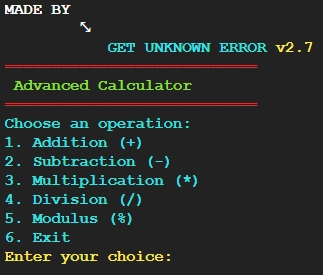 MADE BY
GET UNKNOWN ERROR v2.7
Advanced Calculator
Choose an operation:
1. Addition (+)
2. Subtraction (-)
3. Multiplication (*)
4. Division (/)
5. Modulus (%)
6. Exit
Enter your choice: